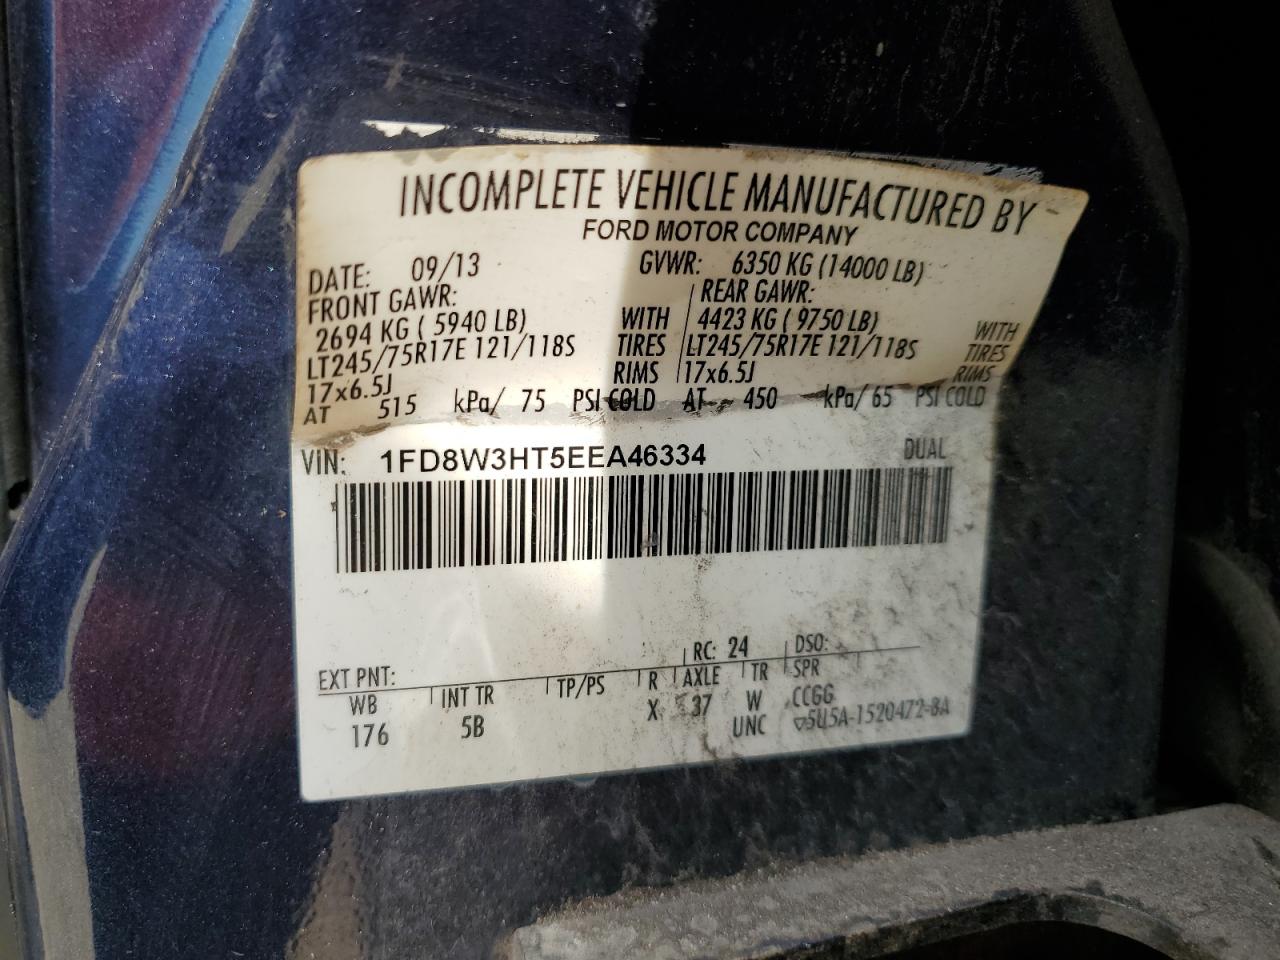 INCOMPLETE VEHICLE MANUFACTURED BY
FORD MOTOR COMPANY
DATE: 09/13 GVWR: 6350 KG (14000 LB)
FRONT GAWR: REAR GAWR:
2694 KG ( 5940 LB) WITH 4423 KG ( 9750 LB) WITH
LT245/75R17E 121/118S TIRES LT245/75R17E 121/118S TIRES
17x6.5J RIMS 17x6.5J RIMS
AT 515 kPa/ 75 PSI COLD AT 450 kPa/ 65 PSI COLD
VIN: 1FD8W3HT5EEA46334 DUAL
EXT PNT: RC: 24 DSO:
WB INT TR TP/PS R AXLE TR SPR
176 5B X 37 W CCGG
UNC ▽5U5A-1520472-BA